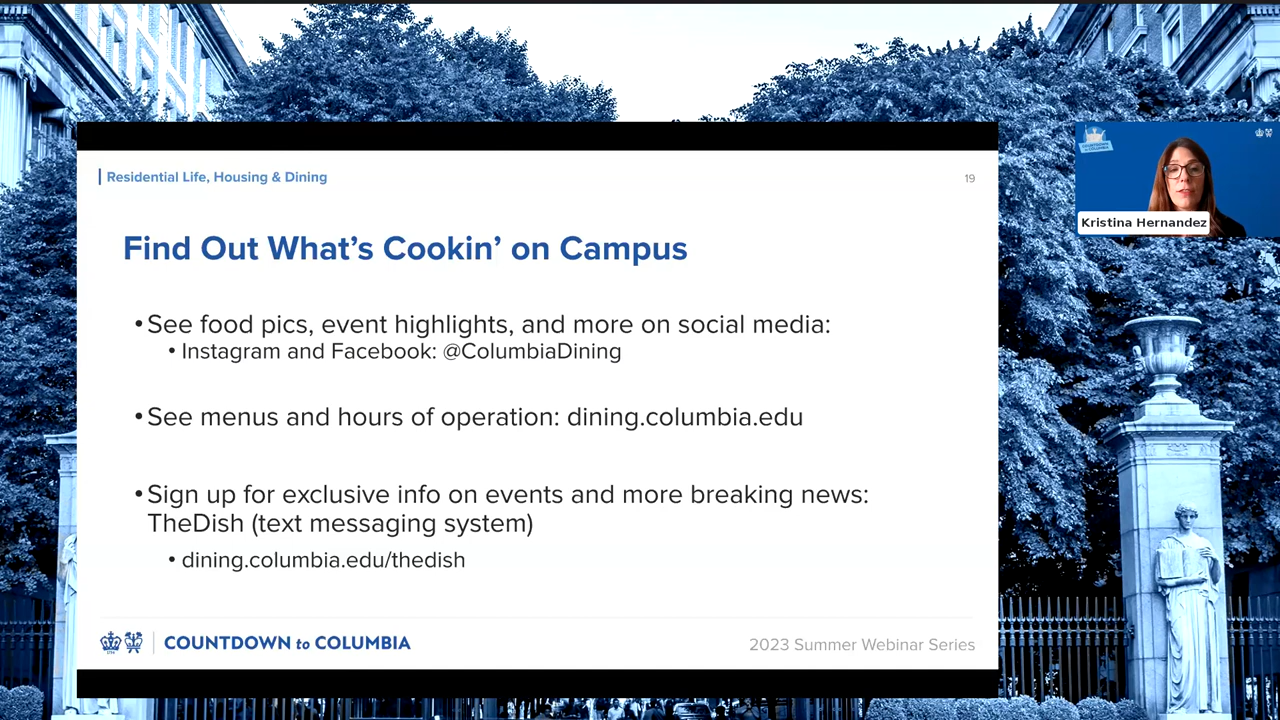 Residential Life, Housing & Dining
19
Find Out What’s Cookin’ on Campus
•See food pics, event highlights, and more on social media:
• Instagram and Facebook: @ColumbiaDining
•See menus and hours of operation: dining.columbia.edu
•Sign up for exclusive info on events and more breaking news:
TheDish (text messaging system)
• dining.columbia.edu/thedish
COUNTDOWN to COLUMBIA
2023 Summer Webinar Series
COUNTDOWN
to COLUMBIA
Kristina Hernandez